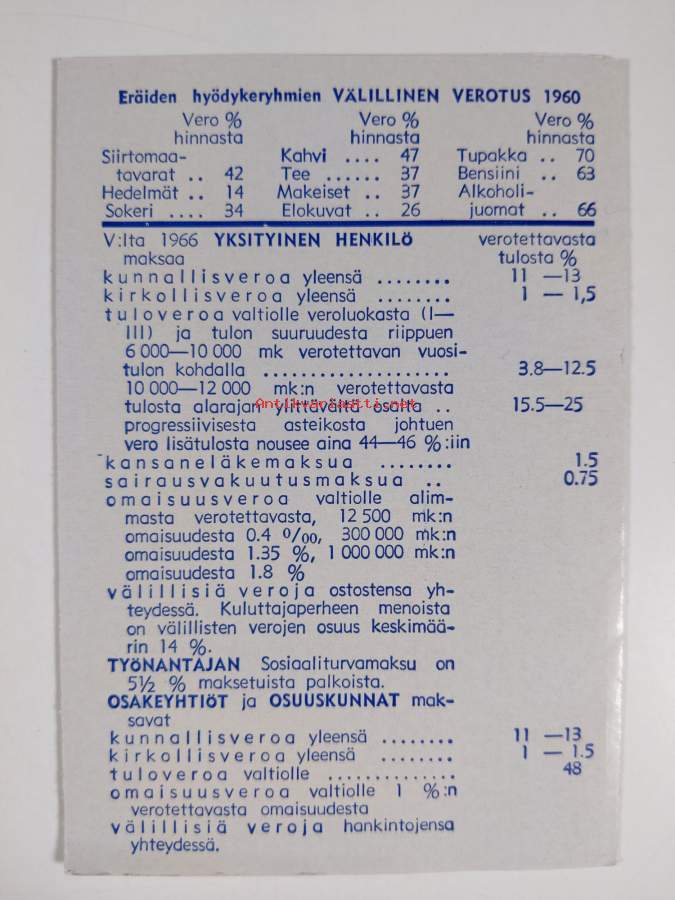 Eräiden hyödykeryhmien VÄLILLINEN VEROTUS 1960
Vero % Vero % Vero %
hinnasta hinnasta hinnasta
Siirtomaa- Kahvi .... 47 Tupakka .. 70
tavarat .. 42 Tee ...... 37 Bensiini .. 63
Hedelmät .. 14 Makeiset .. 37 Alkoholi-
Sokeri .... 34 Elokuvat .. 26 juomat .. 66
V:lta 1966 YKSITYINEN HENKILÖ verotettavasta
maksaa tulosta %
kunnallisveroa yleensä ........ 11 —13
kirkollisveroa yleensä ........ 1 — 1,5
tuloveroa valtiolle veroluokasta (I—
III) ja tulon suuruudesta riippuen
6 000—10 000 mk verotettavan vuosi-
tulon kohdalla ..................... 3.8—12.5
10 000—12 000 mk:n verotettavasta
tulosta alarajan ylittävältä osalta .. 15.5—25
Antikvariaatti.net
progressiivisesta asteikosta johtuen
vero lisätulosta nousee aina 44—46 %:iin
kansaneläkemaksua ........ 1.5
sairausvakuutusmaksua .. 0.75
omaisuusveroa valtiolle alim-
masta verotettavasta, 12 500 mk:n
omaisuudesta 0.4 ‰, 300 000 mk:n
omaisuudesta 1.35 %, 1 000 000 mk:n
omaisuudesta 1.8 %
välillisiä veroja ostostensa yh-
teydessä. Kuluttajaperheen menoista
on välillisten verojen osuus keskimää-
rin 14 %.
TYÖNANTAJAN Sosiaaliturvamaksu on
5½ % maksetuista palkoista.
OSAKEYHTIÖT ja OSUUSKUNNAT mak-
savat
kunnallisveroa yleensä ........ 11 —13
kirkollisveroa yleensä ........ 1 — 1.5
tuloveroa valtiolle .............. 48
omaisuusveroa valtiolle 1 %:n
verotettavasta omaisuudesta
välillisiä veroja hankintojensa
yhteydessä.